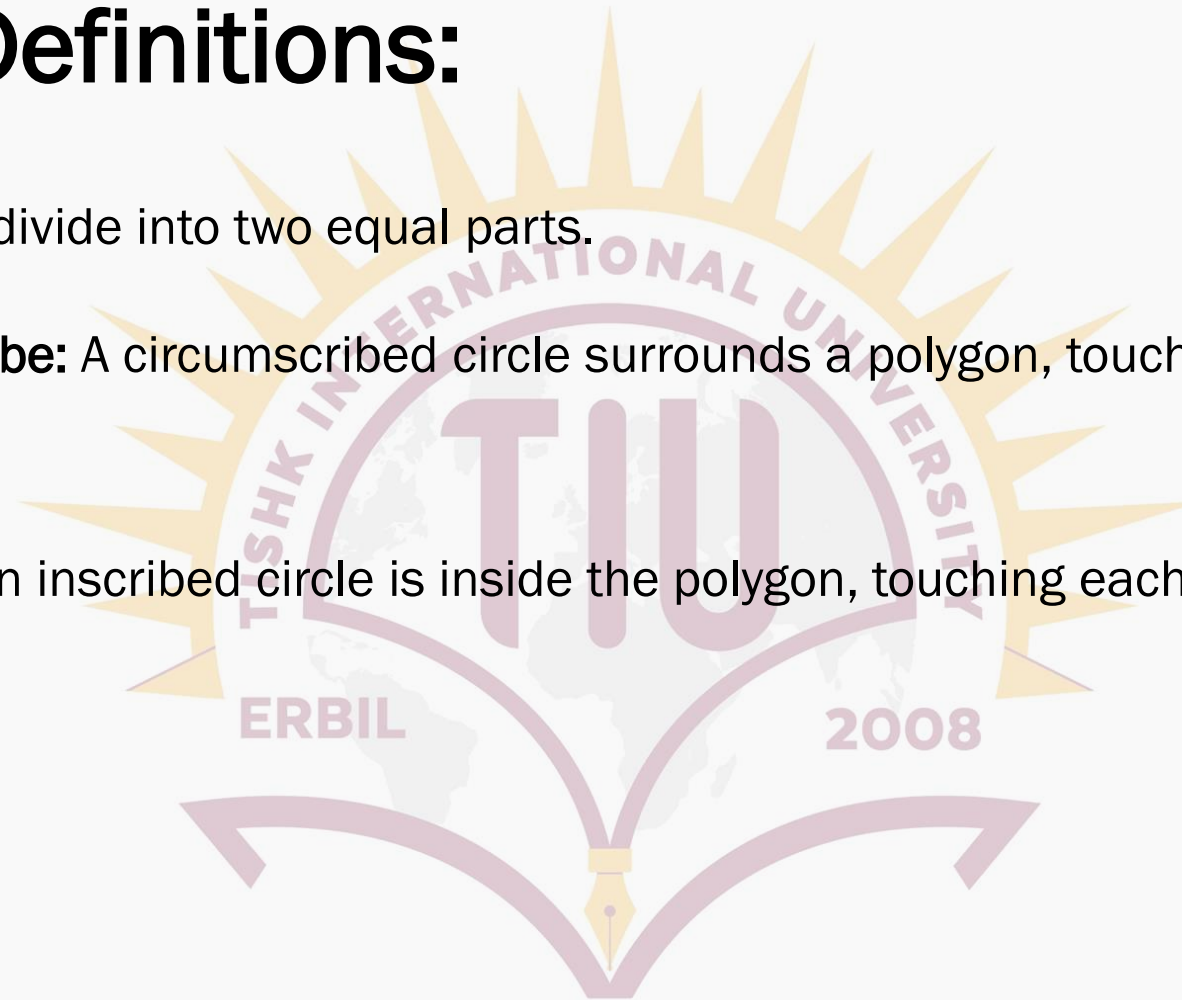 Definitions:
divide into two equal parts.
be: A circumscribed circle surrounds a polygon, touch
n inscribed circle is inside the polygon, touching each
TISHK INTERNATIONAL UNIVERSITY
TIU
ERBIL
2008